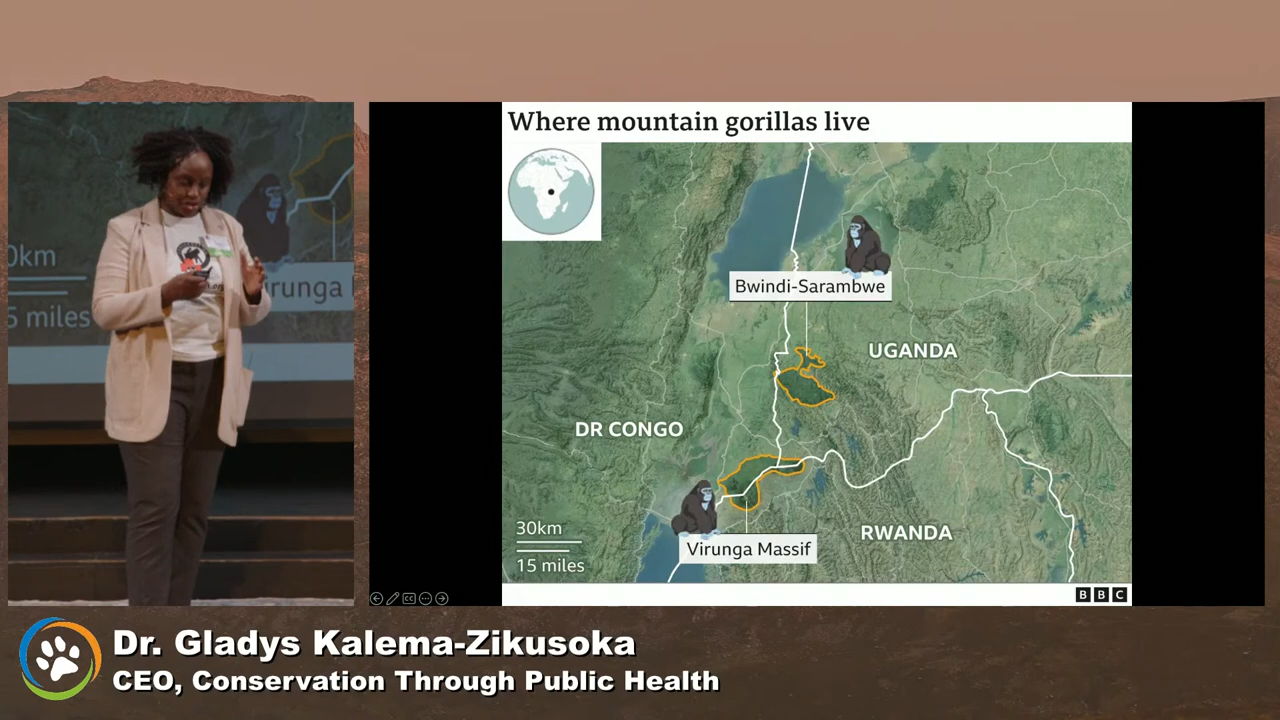 Where mountain gorillas live
Bwindi-Sarambwe
UGANDA
DR CONGO
RWANDA
Virunga Massif
30km
15 miles
BBC
0km
5 miles
irunga
Dr. Gladys Kalema-Zikusoka
CEO, Conservation Through Public Health